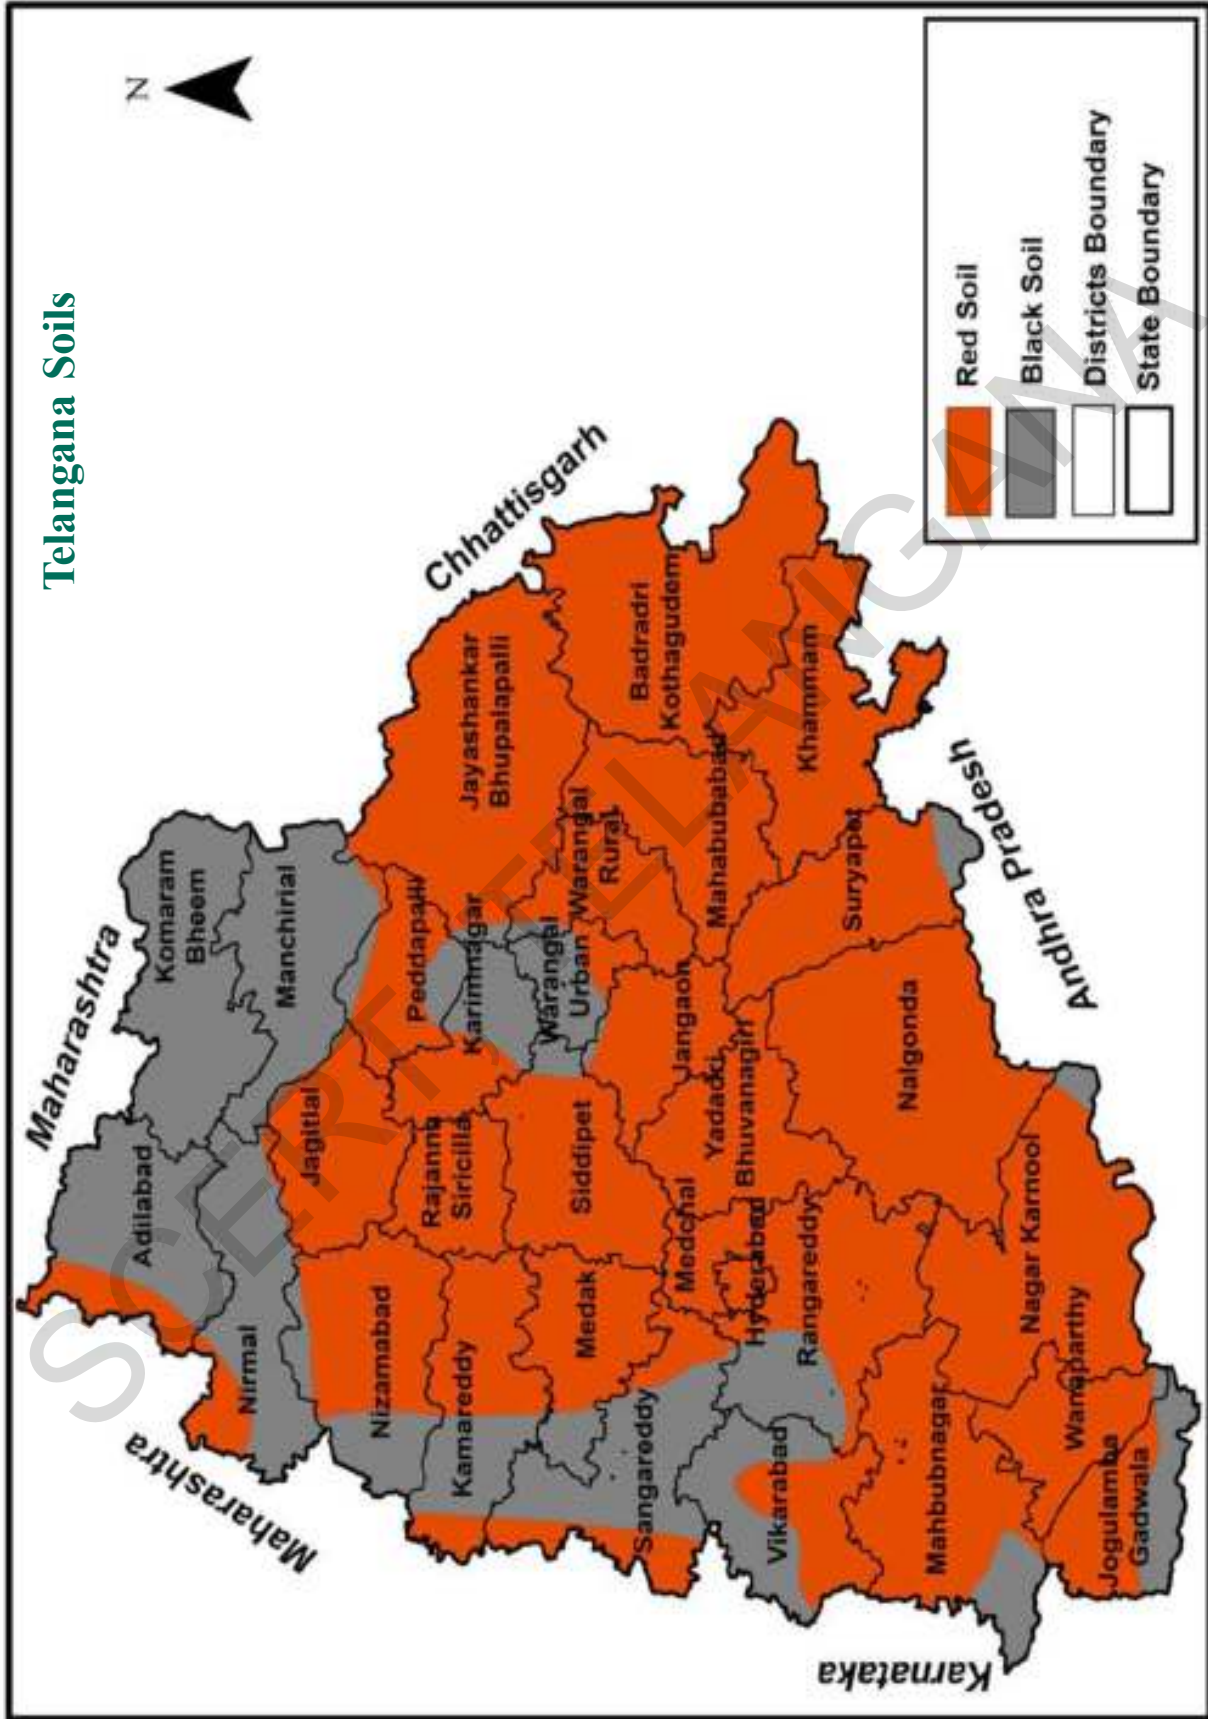 Telangana Soils
N
Maharashtra
Maharashtra
Chhattisgarh
Andhra Pradesh
Karnataka
Adilabad
Komaram
Bheem
Manchirial
Nirmal
Jagitial
Nizamabad
Peddapalli
Jayashankar
Bhupalapalli
Karimnagar
Rajanna
Siricilla
Kamareddy
Warangal
Urban
Warangal
Rural
Siddipet
Medak
Badradri
Kothagudem
Mahabubabad
Jangaon
Sangareddy
Medchal
Yadadri
Bhuvanagiri
Hyderabad
Rangareddy
Vikarabad
Khammam
Suryapet
Nalgonda
Mahbubnagar
Nagar Karnool
Wanaparthy
Jogulamba
Gadwala
Red Soil
Black Soil
Districts Boundary
State Boundary
SCERT TELANGANA